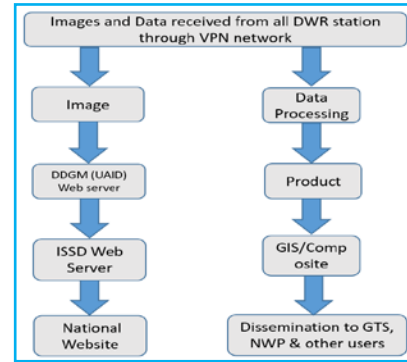 Images and Data received from all DWR station
through VPN network
Image
DDGM (UAID)
Web server
ISSD Web
Server
National
Website
Data
Processing
Product
GIS/Comp
osite
Dissemination to GTS,
NWP & other users